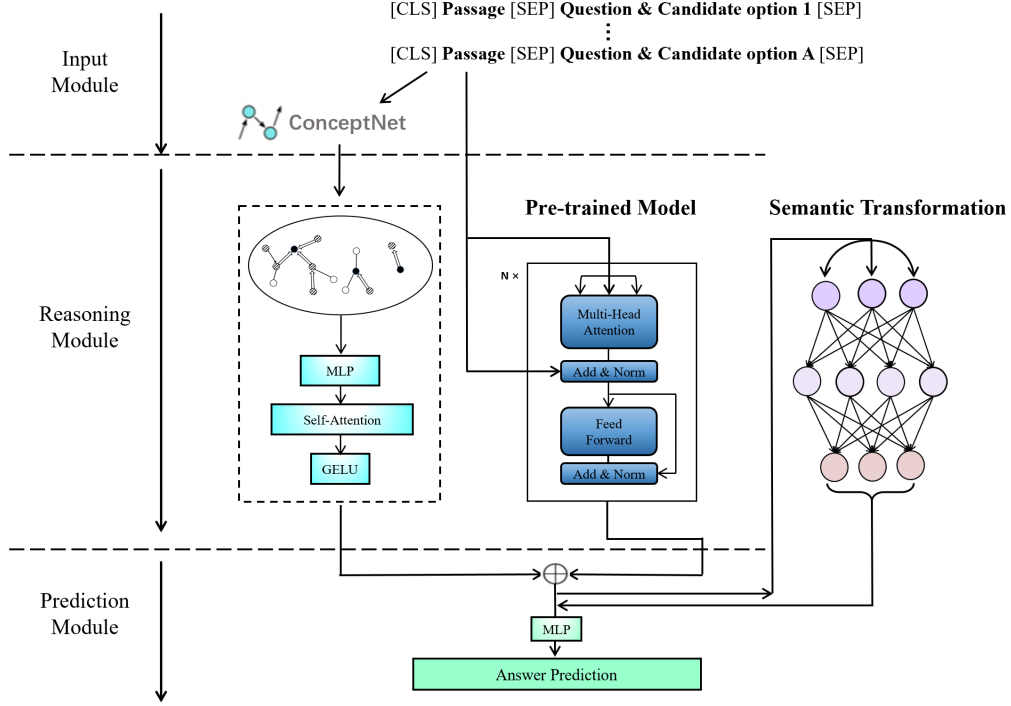 [CLS] Passage [SEP] Question & Candidate option 1 [SEP]
[CLS] Passage [SEP] Question & Candidate option A [SEP]
Input
Module
ConceptNet
Pre-trained Model
Semantic Transformation
N ×
Reasoning
Module
Multi-Head
Attention
Add & Norm
Feed
Forward
Add & Norm
MLP
Self-Attention
GELU
Prediction
Module
MLP
Answer Prediction